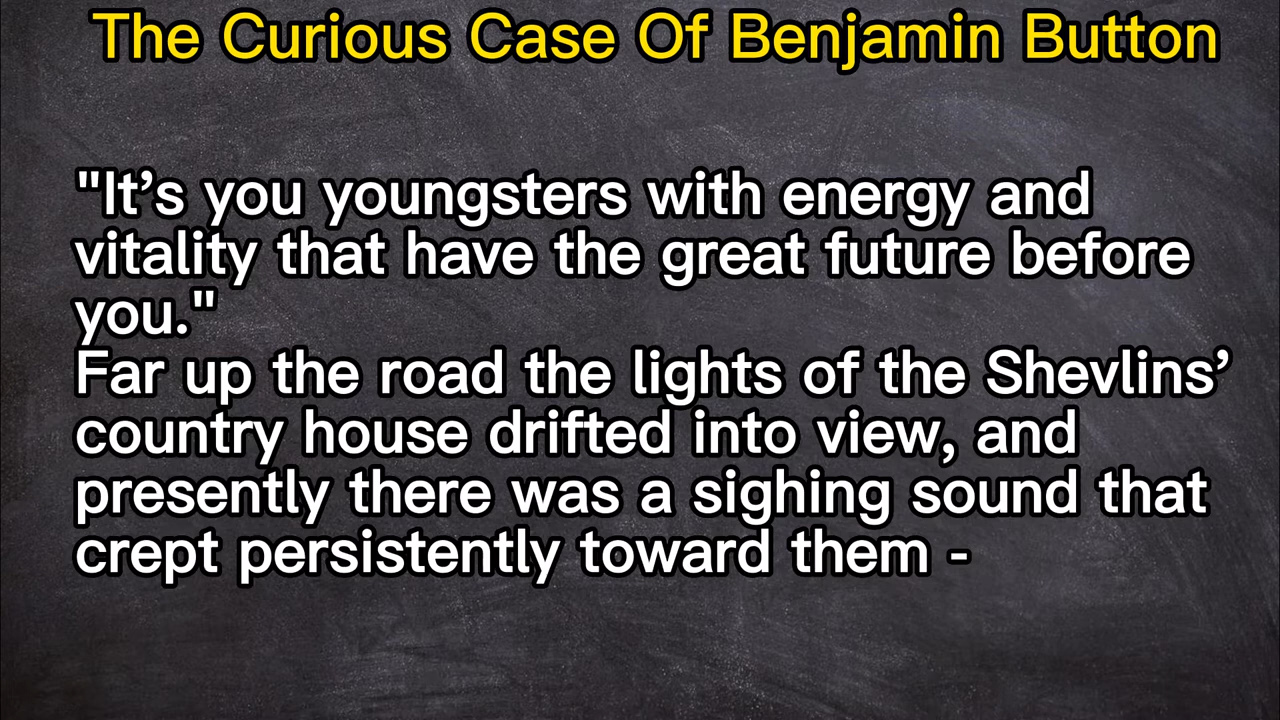 The Curious Case Of Benjamin Button
"It’s you youngsters with energy and
vitality that have the great future before
you."
Far up the road the lights of the Shevlins’
country house drifted into view, and
presently there was a sighing sound that
crept persistently toward them -